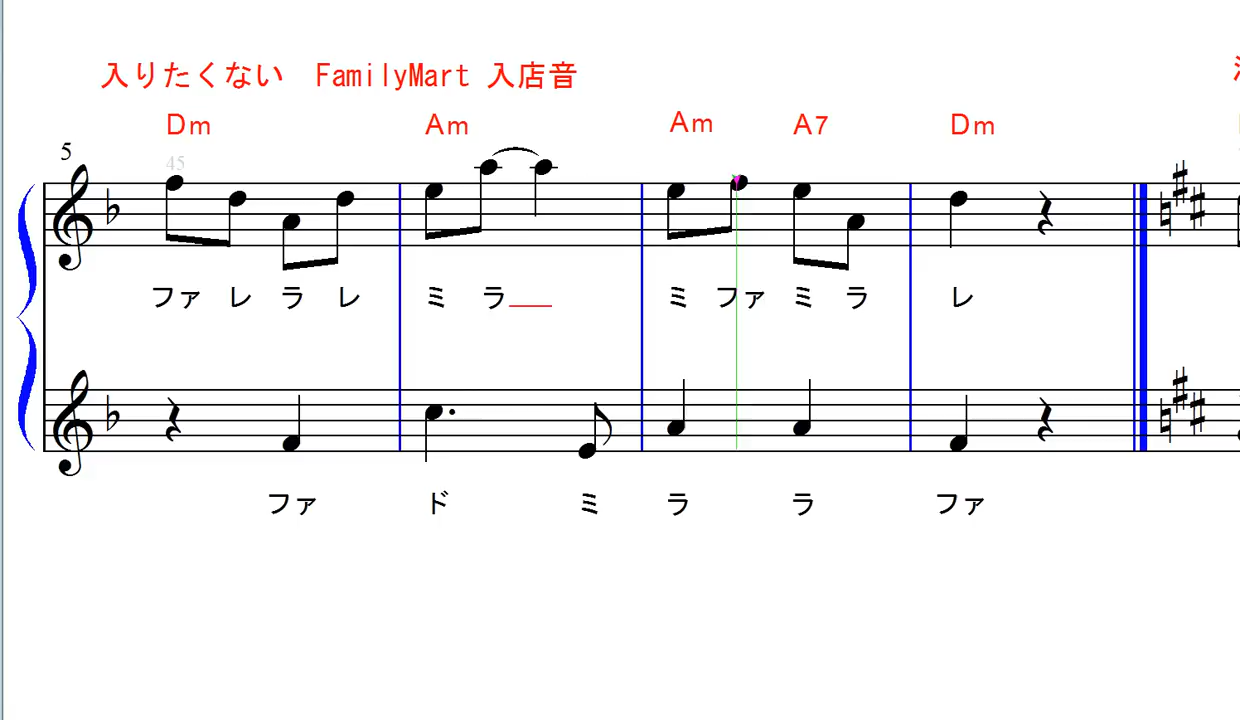 入りたくない　FamilyMart 入店音
Dm Am Am A7 Dm
5
45
ファ レ ラ レ ミ ラ__ ミ ファ ミ ラ レ
ファ ド ミ ラ ラ ファ